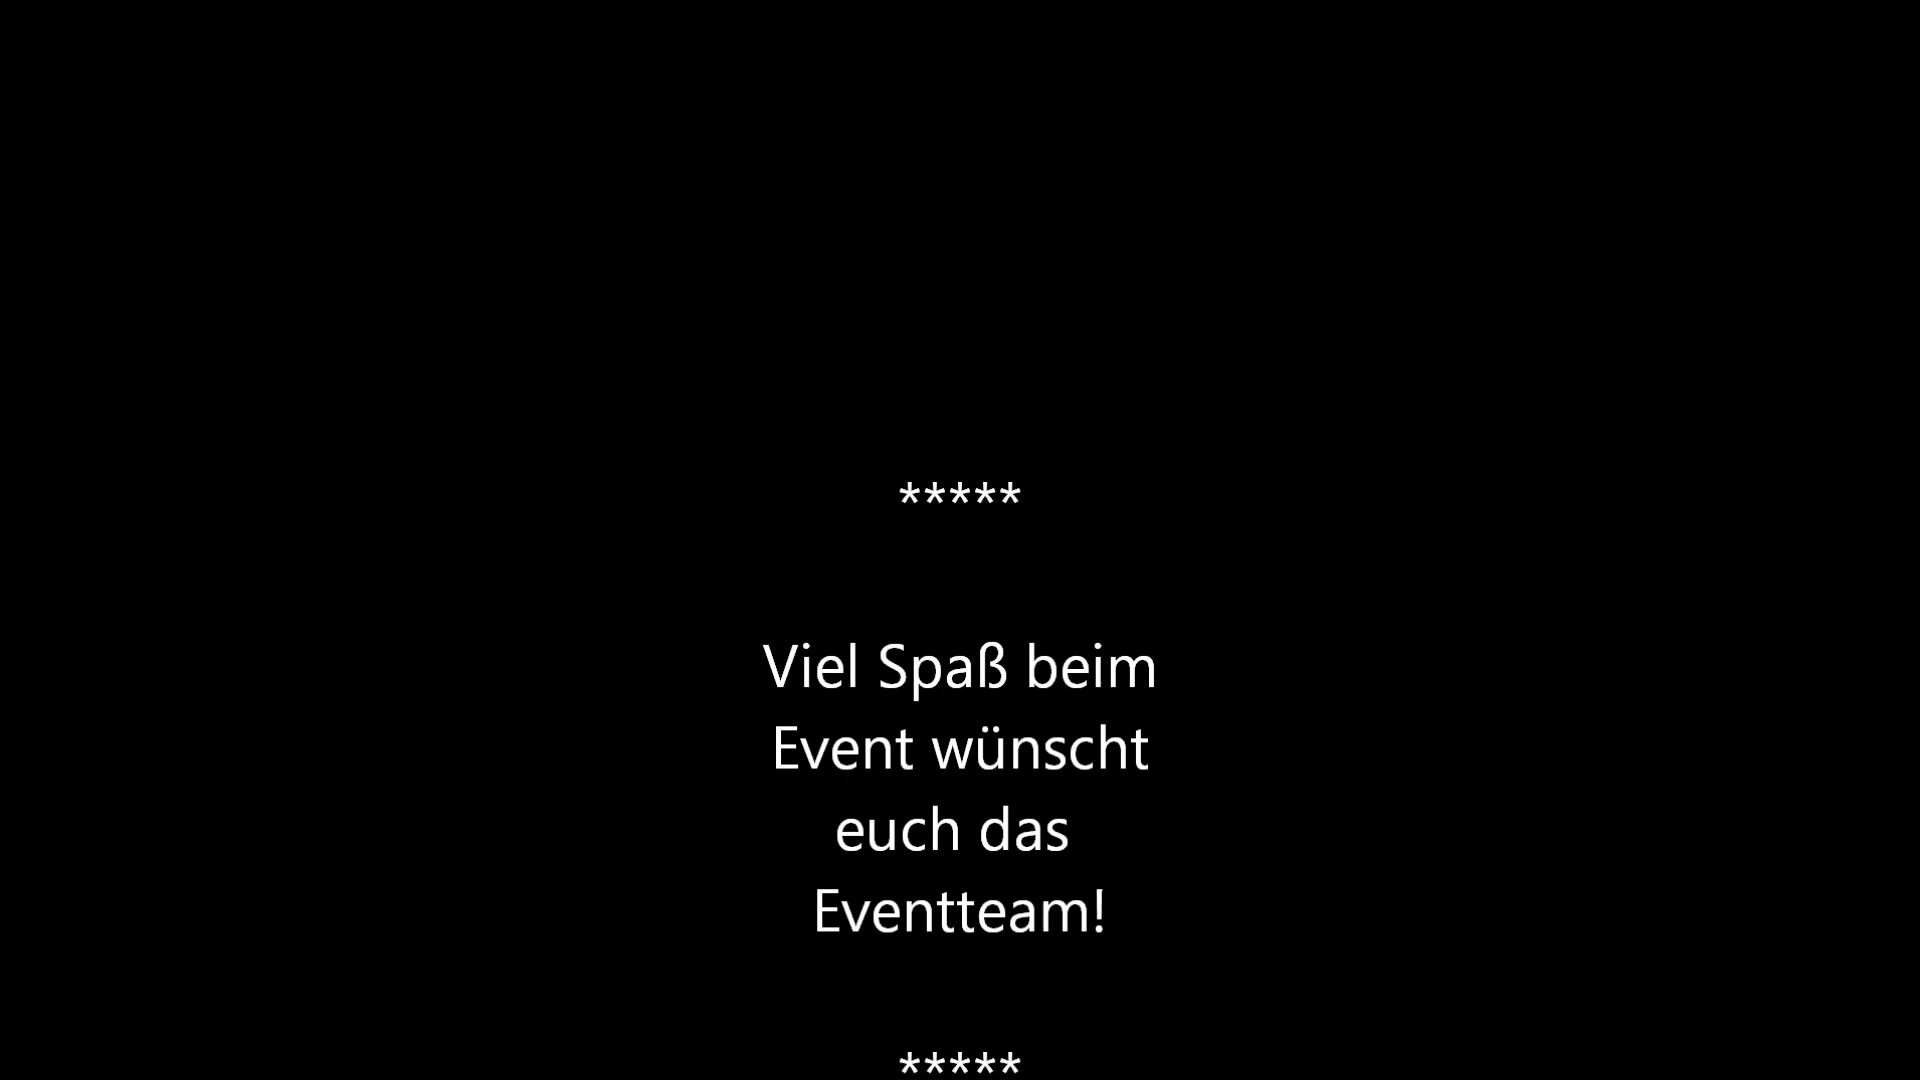 *****
Viel Spaß beim
Event wünscht
euch das
Eventteam!
*****